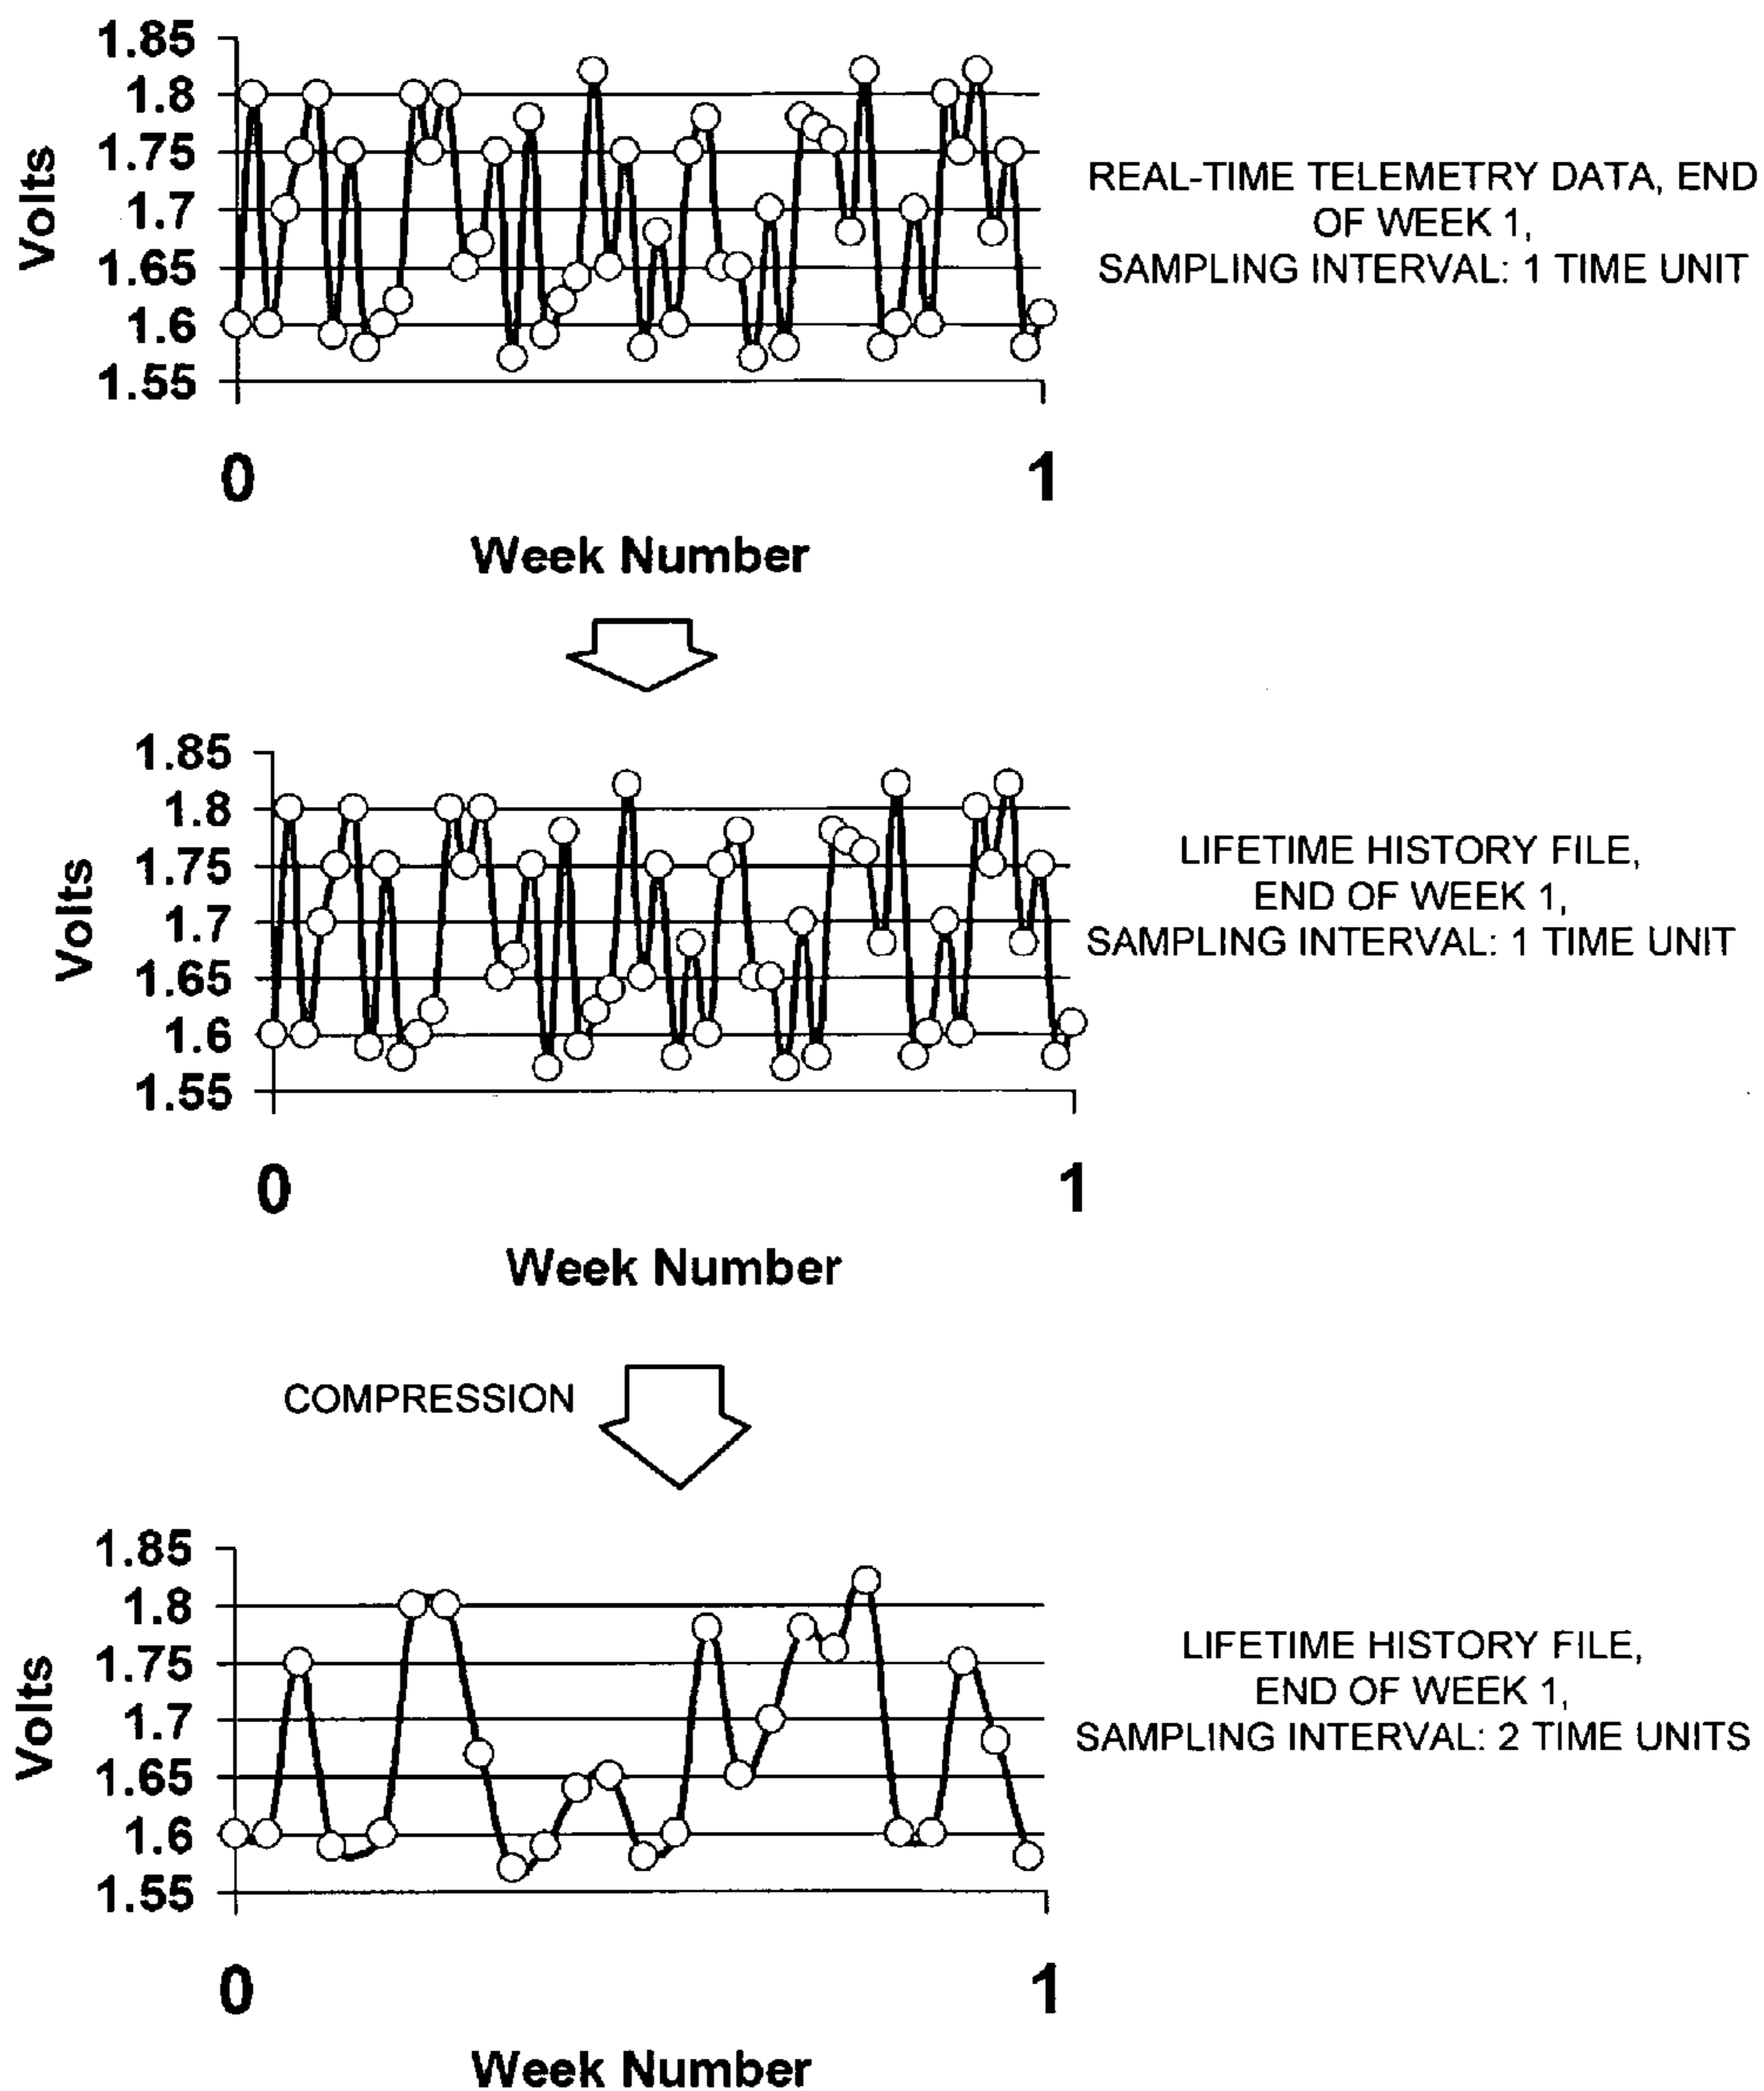 1.85
1.8
1.75
1.7
1.65
1.6
1.55
Volts
0 1
Week Number
REAL-TIME TELEMETRY DATA, END
OF WEEK 1,
SAMPLING INTERVAL: 1 TIME UNIT
1.85
1.8
1.75
1.7
1.65
1.6
1.55
Volts
0 1
Week Number
LIFETIME HISTORY FILE,
END OF WEEK 1,
SAMPLING INTERVAL: 1 TIME UNIT
COMPRESSION
1.85
1.8
1.75
1.7
1.65
1.6
1.55
Volts
0 1
Week Number
LIFETIME HISTORY FILE,
END OF WEEK 1,
SAMPLING INTERVAL: 2 TIME UNITS